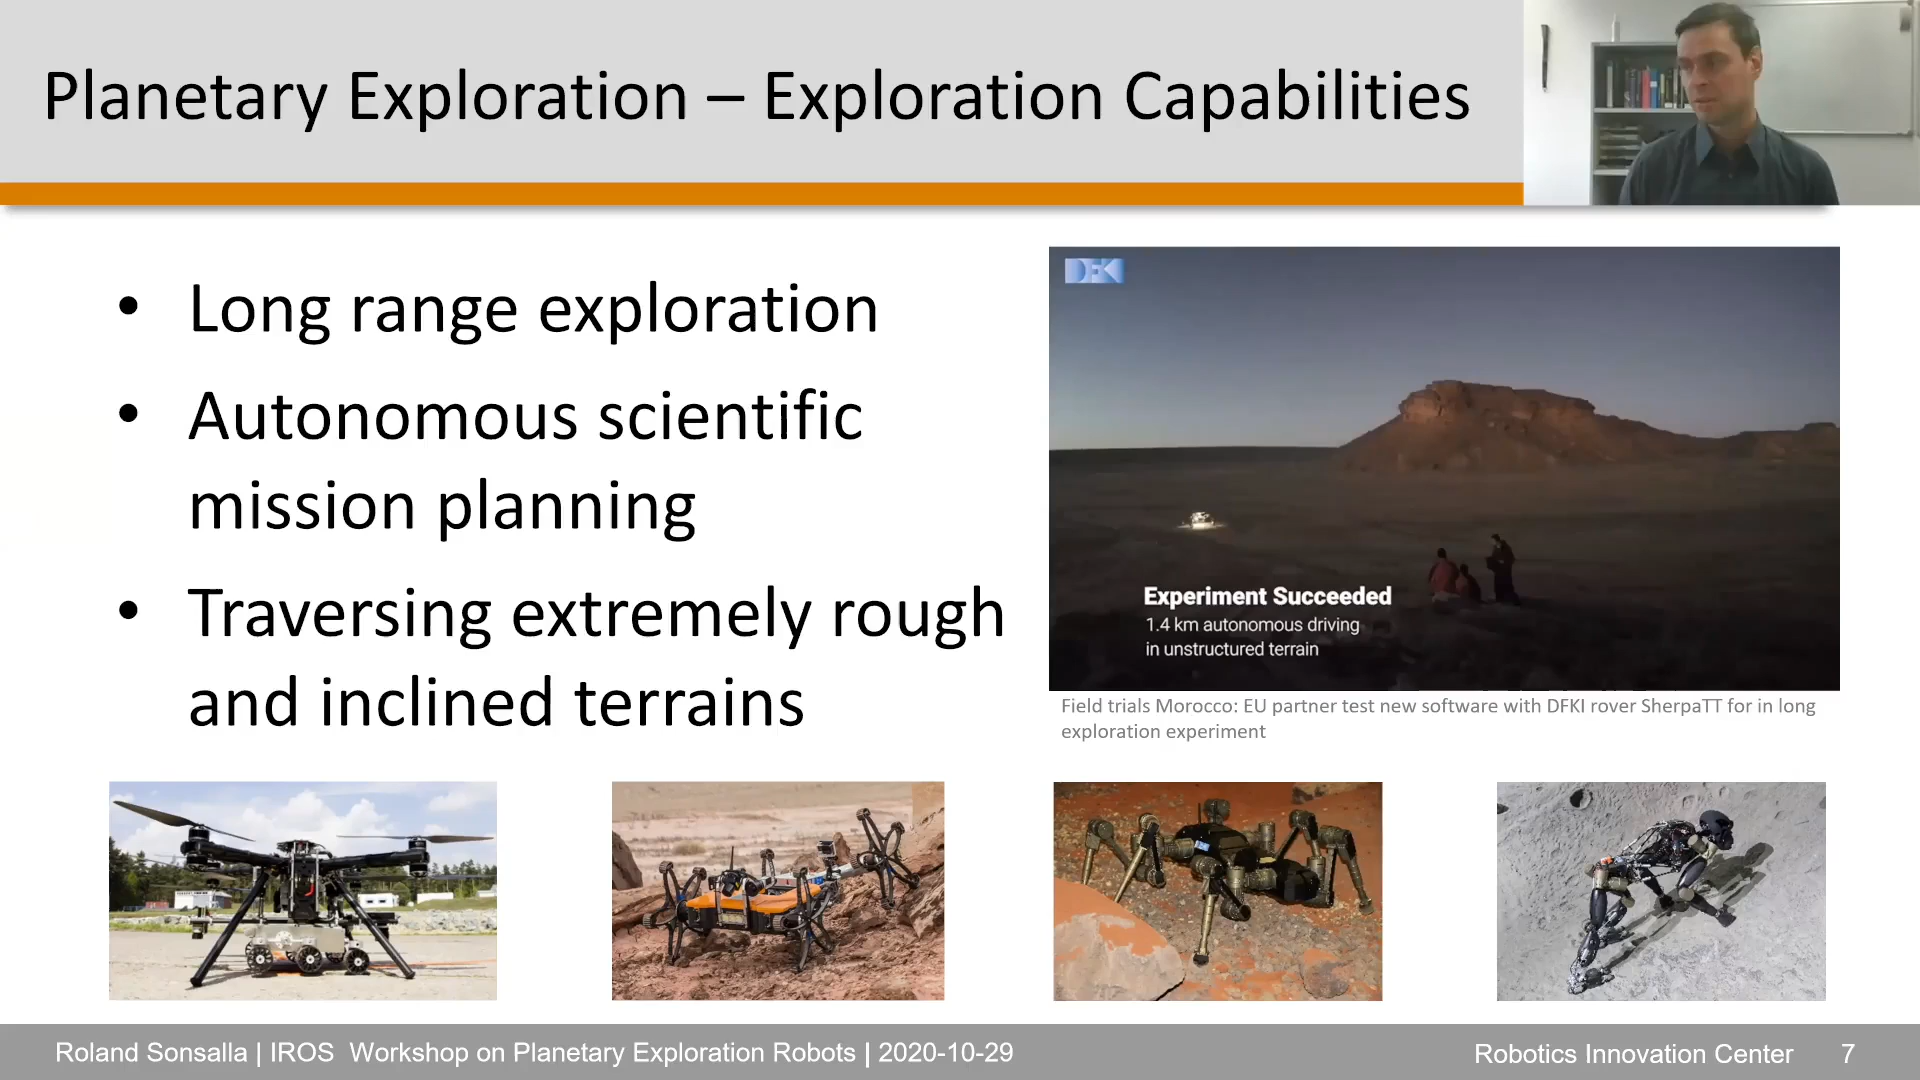 Planetary Exploration – Exploration Capabilities
• Long range exploration
• Autonomous scientific
mission planning
• Traversing extremely rough
and inclined terrains
DFKI
Experiment Succeeded
1.4 km autonomous driving
in unstructured terrain
Field trials Morocco: EU partner test new software with DFKI rover SherpaTT for in long
exploration experiment
Roland Sonsalla | IROS Workshop on Planetary Exploration Robots | 2020-10-29
Robotics Innovation Center 7